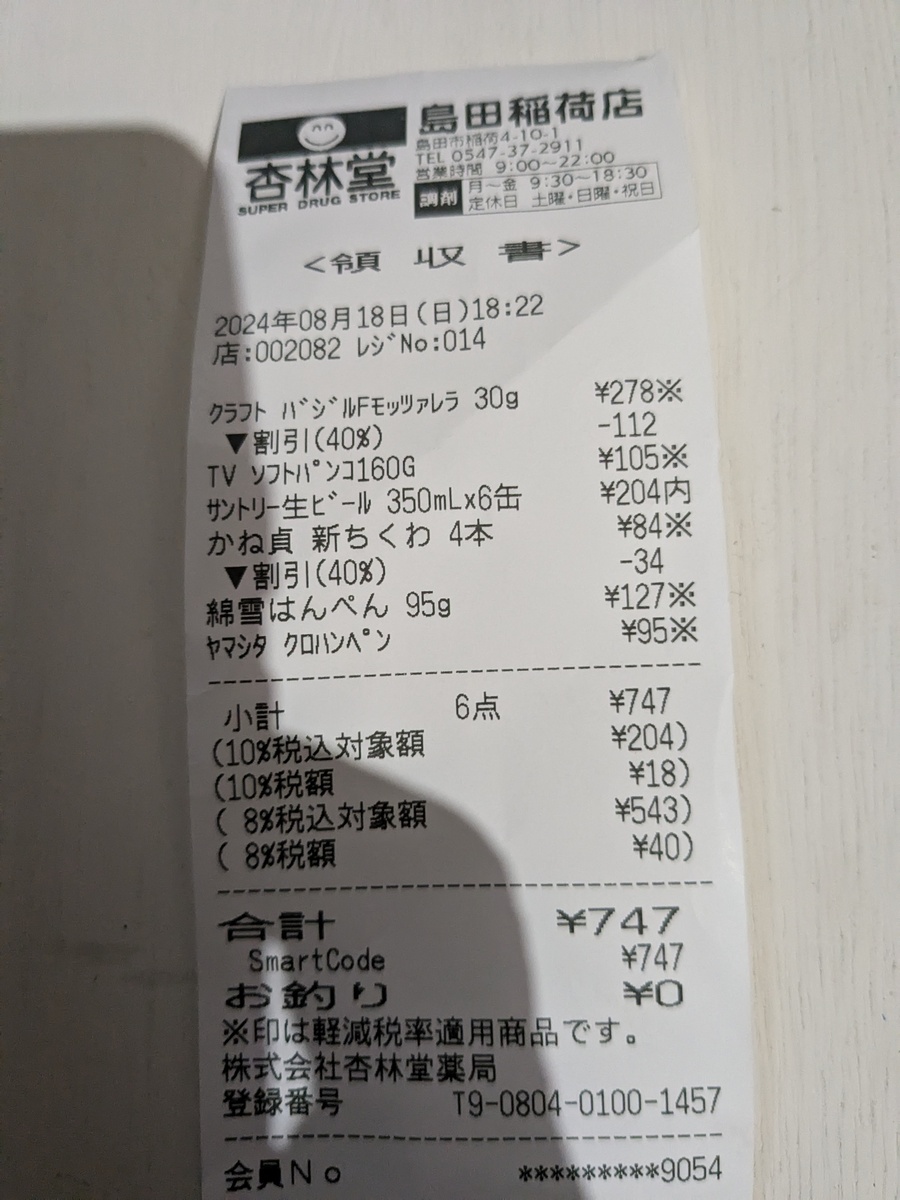 島田稲荷店
杏林堂
SUPER DRUG STORE
島田市稲荷4-10-1
TEL 0547-37-2911
営業時間 9:00～22:00
調剤 月～金 9:30～18:30
定休日 土曜・日曜・祝日
<領 収 書>
2024年08月18日(日)18:22
店:002082 ﾚｼﾞNo:014
ｸﾗﾌﾄ ﾊﾞｼﾞﾙFﾓｯﾂｧﾚﾗ 30g ¥278※
▼割引(40%) -112
TV ｿﾌﾄﾊﾟﾝｺ160G ¥105※
ｻﾝﾄﾘｰ生ﾋﾞｰﾙ 350mLx6缶 ¥204内
かね貞 新ちくわ 4本 ¥84※
▼割引(40%) -34
綿雪はんぺん 95g ¥127※
ﾔﾏｼﾀ ｸﾛﾊﾝﾍﾟﾝ ¥95※
小計 6点 ¥747
(10%税込対象額 ¥204)
(10%税額 ¥18)
( 8%税込対象額 ¥543)
( 8%税額 ¥40)
合計 ¥747
SmartCode ¥747
お釣り ¥0
※印は軽減税率適用商品です。
株式会社杏林堂薬局
登録番号 T9-0804-0100-1457
会員No *********9054